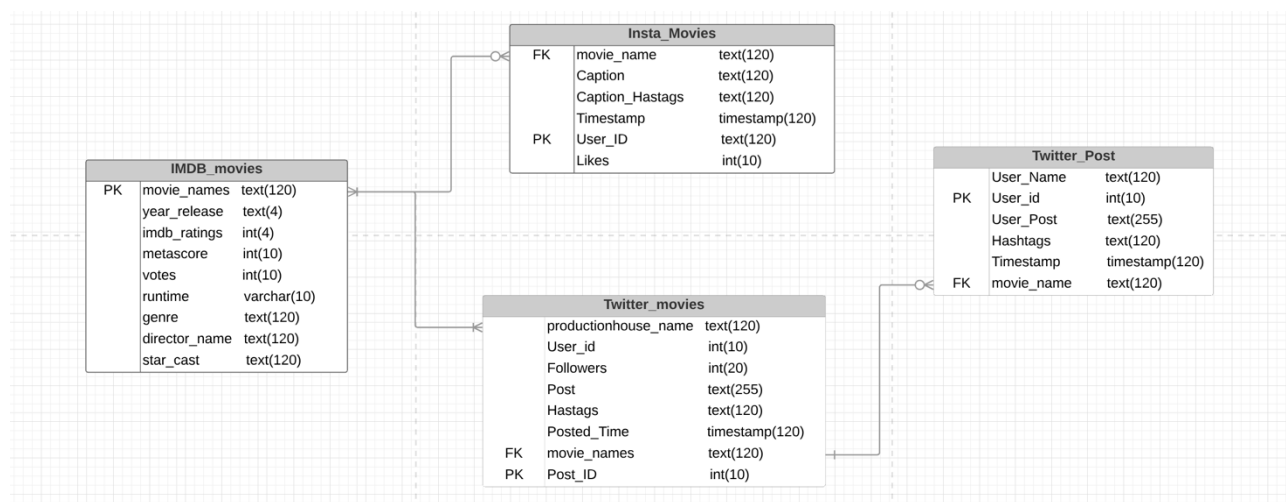 Insta_Movies
FK movie_name text(120)
Caption text(120)
Caption_Hastags text(120)
Timestamp timestamp(120)
PK User_ID text(120)
Likes int(10)
IMDB_movies
PK movie_names text(120)
year_release text(4)
imdb_ratings int(4)
metascore int(10)
votes int(10)
runtime varchar(10)
genre text(120)
director_name text(120)
star_cast text(120)
Twitter_Post
User_Name text(120)
PK User_id int(10)
User_Post text(255)
Hashtags text(120)
Timestamp timestamp(120)
FK movie_name text(120)
Twitter_movies
productionhouse_name text(120)
User_id int(10)
Followers int(20)
Post text(255)
Hastags text(120)
Posted_Time timestamp(120)
FK movie_names text(120)
PK Post_ID int(10)